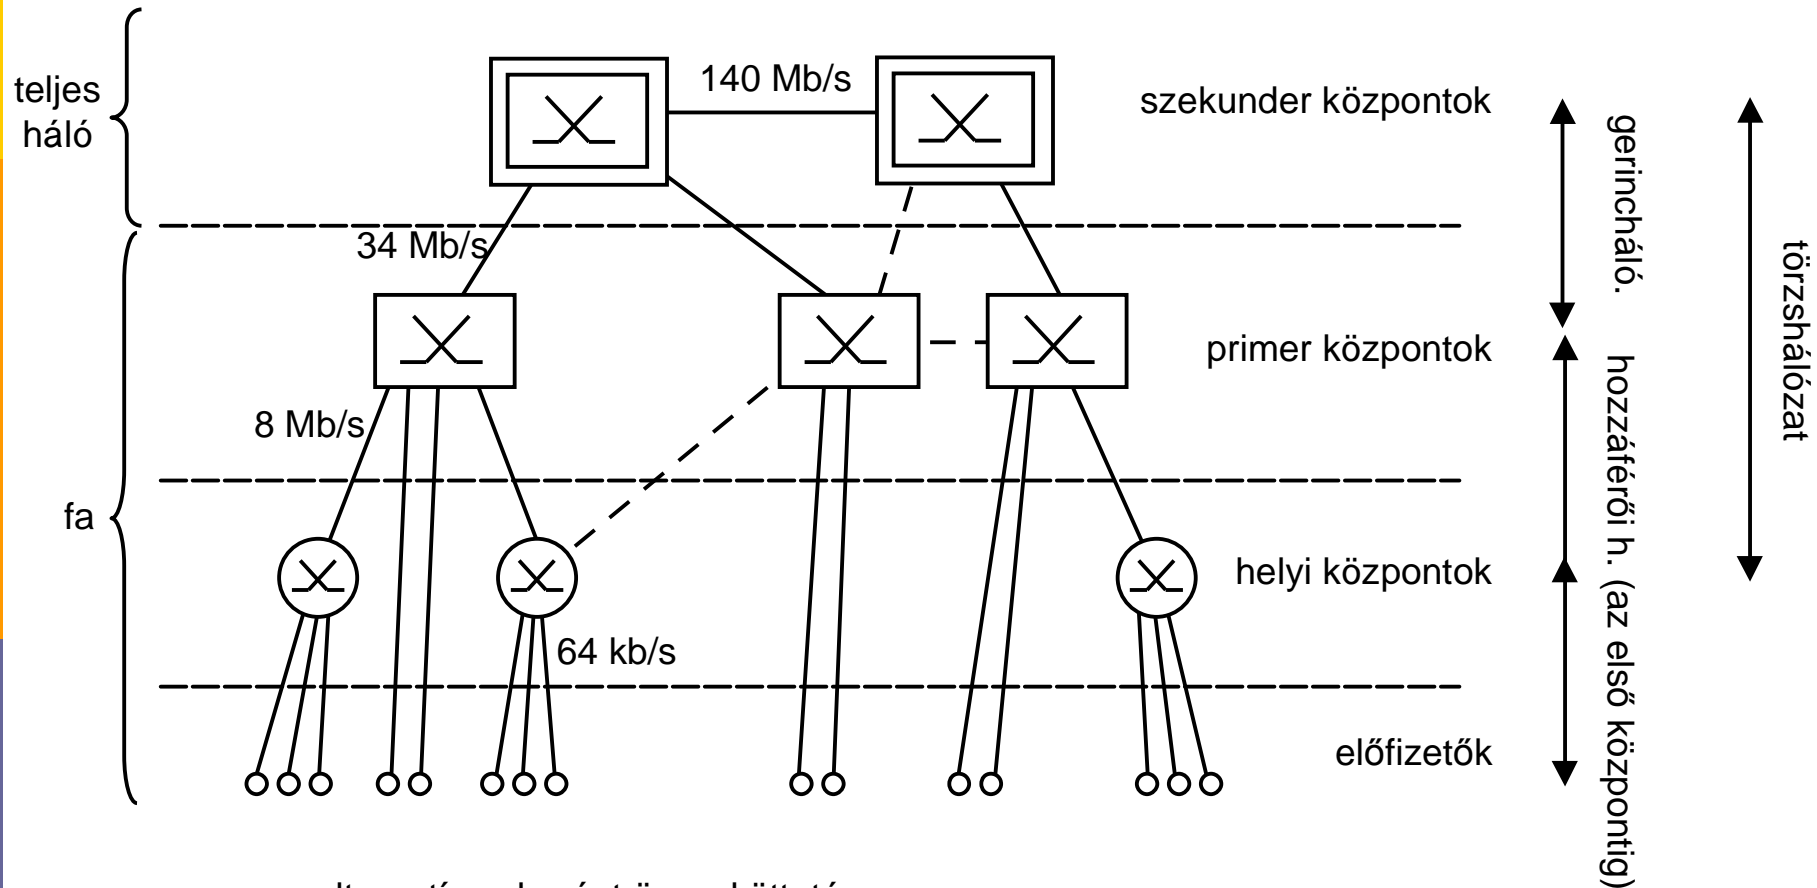 teljes
háló
140 Mb/s
szekunder központok
34 Mb/s
primer központok
8 Mb/s
fa
helyi központok
64 kb/s
előfizetők
gerincháló.
hozzáférői h. (az első központig)
törzshálózat